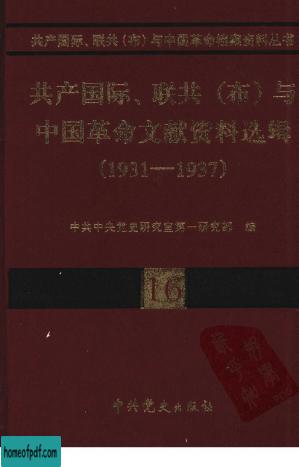 共产国际、联共（布）与中国革命档案资料丛书
共产国际、联共（布）与
中国革命文献资料选辑
（1931—1937）
中共中央党史研究室第一研究部 编
16
中共党史出版社
homeofpdf.com